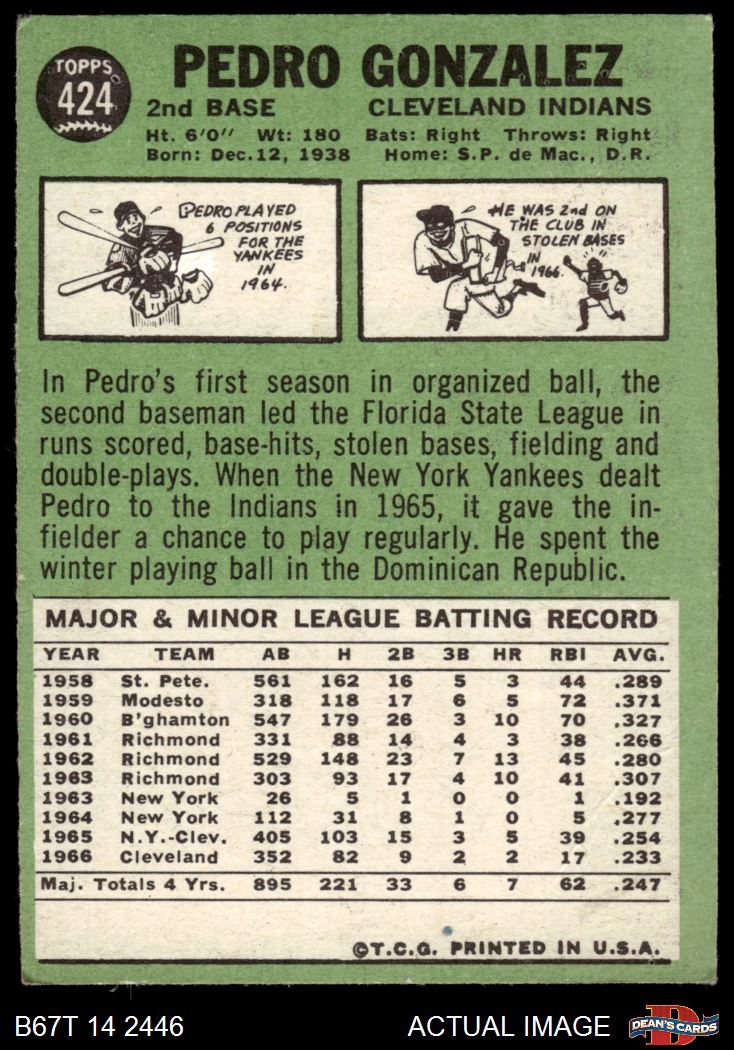 TOPPS
424
PEDRO GONZALEZ
2nd BASE CLEVELAND INDIANS
Ht. 6'0" Wt: 180 Bats: Right Throws: Right
Born: Dec.12, 1938 Home: S.P. de Mac., D.R.
PEDRO PLAYED
6 POSITIONS
FOR THE
YANKEES
IN
1964.
HE WAS 2nd ON
THE CLUB IN
STOLEN BASES
IN
1966.
In Pedro's first season in organized ball, the
second baseman led the Florida State League in
runs scored, base-hits, stolen bases, fielding and
double-plays. When the New York Yankees dealt
Pedro to the Indians in 1965, it gave the in-
fielder a chance to play regularly. He spent the
winter playing ball in the Dominican Republic.
MAJOR & MINOR LEAGUE BATTING RECORD
YEAR TEAM AB H 2B 3B HR RBI AVG.
1958 St. Pete. 561 162 16 5 3 44 .289
1959 Modesto 318 118 17 6 5 72 .371
1960 B'ghamton 547 179 26 3 10 70 .327
1961 Richmond 331 88 14 4 3 38 .266
1962 Richmond 529 148 23 7 13 45 .280
1963 Richmond 303 93 17 4 10 41 .307
1963 New York 26 5 1 0 0 1 .192
1964 New York 112 31 8 1 0 5 .277
1965 N.Y.-Clev. 405 103 15 3 5 39 .254
1966 Cleveland 352 82 9 2 2 17 .233
Maj. Totals 4 Yrs. 895 221 33 6 7 62 .247
©T.C.G. PRINTED IN U.S.A.
B67T 14 2446 ACTUAL IMAGE
D
DEAN'S CARDS